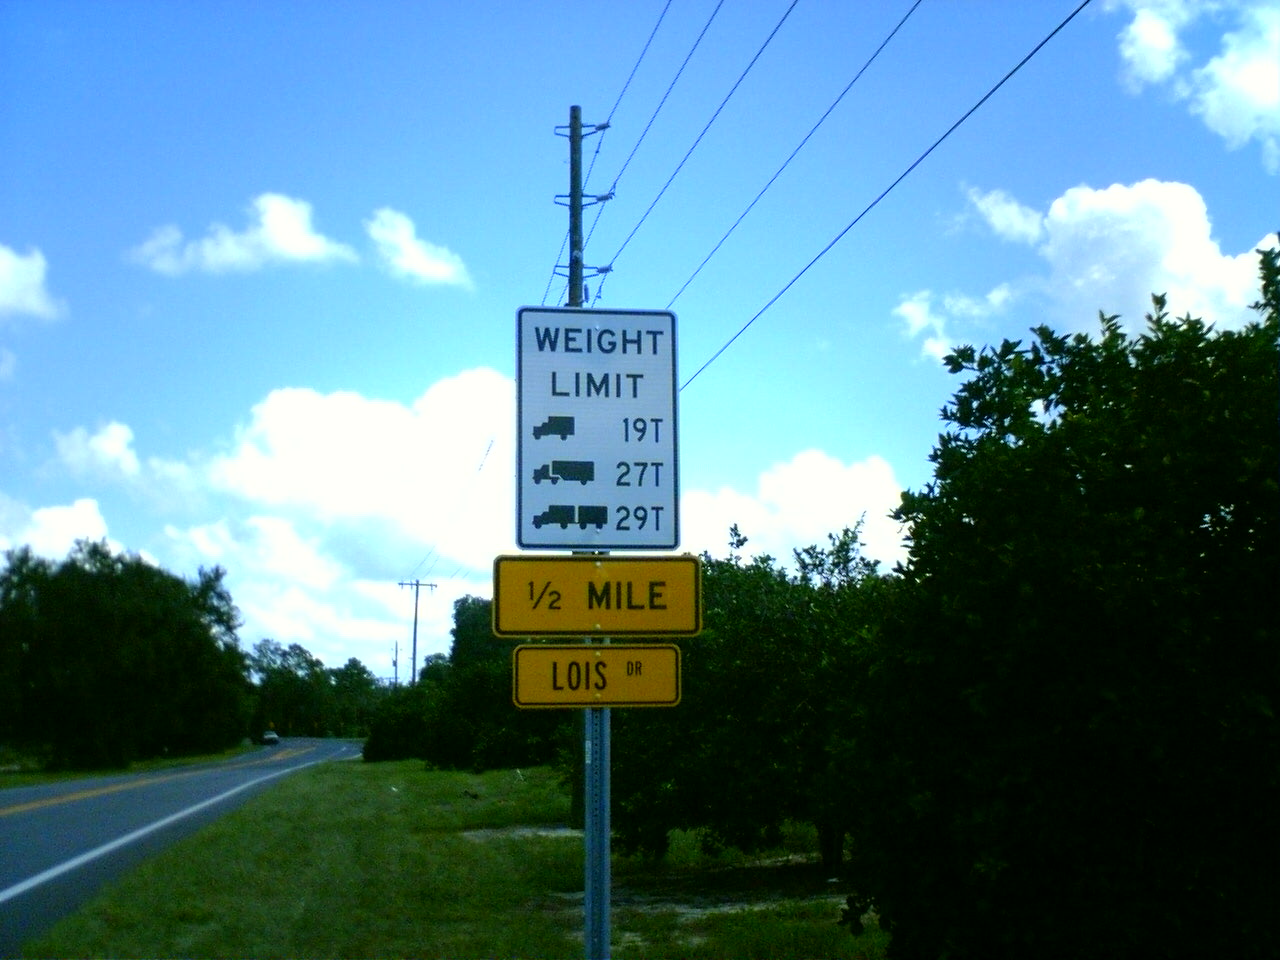 WEIGHT
LIMIT
19T
27T
29T
1/2 MILE
LOIS DR